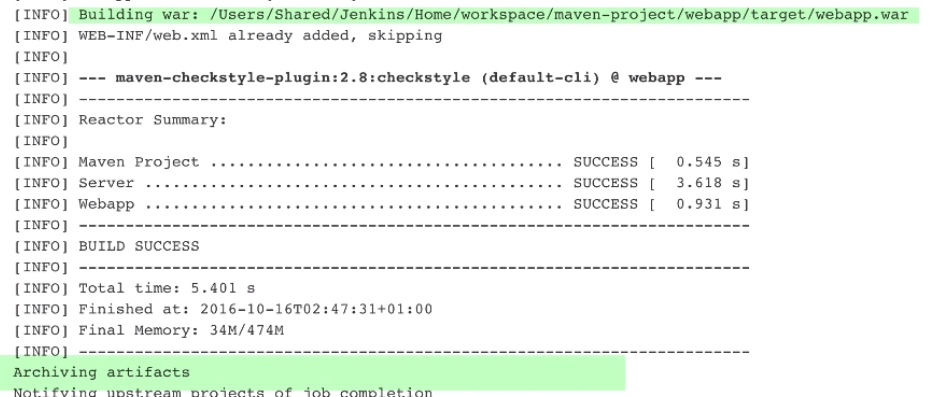 [INFO] Building war: /Users/Shared/Jenkins/Home/workspace/maven-project/webapp/target/webapp.war
[INFO] WEB-INF/web.xml already added, skipping
[INFO]
[INFO] --- maven-checkstyle-plugin:2.8:checkstyle (default-cli) @ webapp ---
[INFO] ------------------------------------------------------------------------
[INFO] Reactor Summary:
[INFO]
[INFO] Maven Project ...................................... SUCCESS [  0.545 s]
[INFO] Server ............................................. SUCCESS [  3.618 s]
[INFO] Webapp ............................................. SUCCESS [  0.931 s]
[INFO] ------------------------------------------------------------------------
[INFO] BUILD SUCCESS
[INFO] ------------------------------------------------------------------------
[INFO] Total time: 5.401 s
[INFO] Finished at: 2016-10-16T02:47:31+01:00
[INFO] Final Memory: 34M/474M
[INFO] ------------------------------------------------------------------------
Archiving artifacts
Notifying upstream projects of job completion